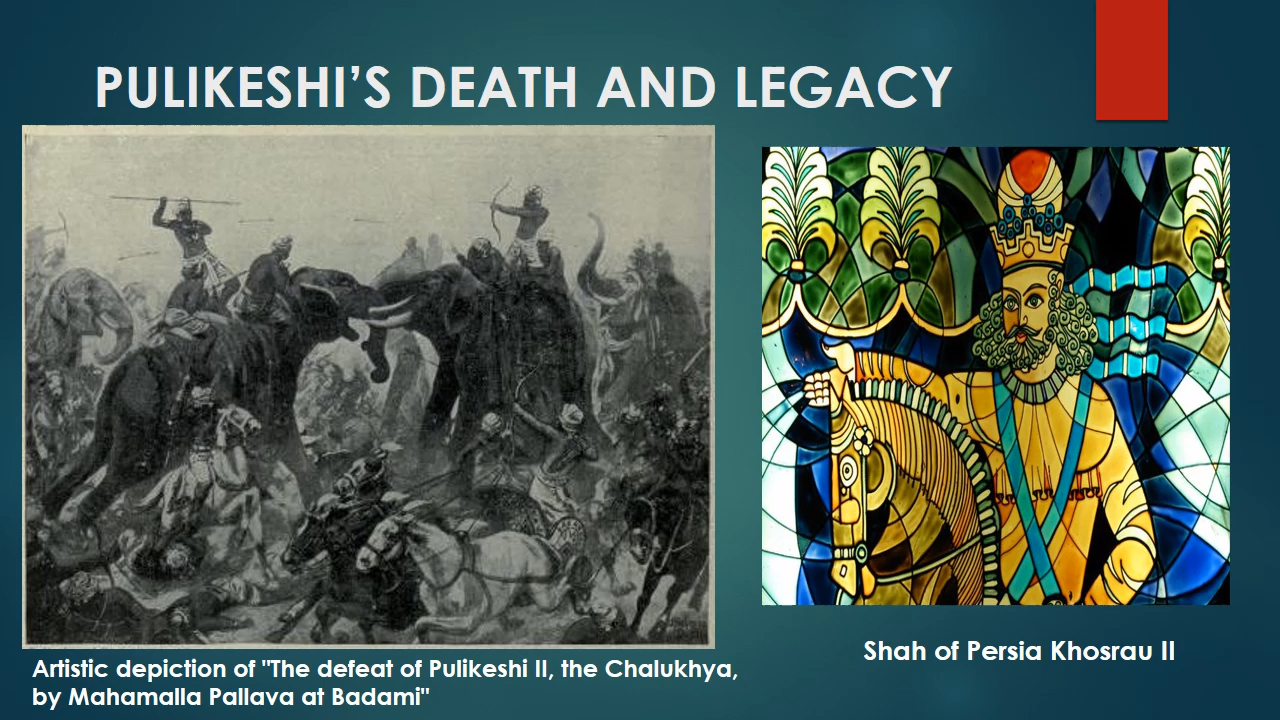 PULIKESHI’S DEATH AND LEGACY
Artistic depiction of "The defeat of Pulikeshi II, the Chalukhya,
by Mahamalla Pallava at Badami"
Shah of Persia Khosrau II